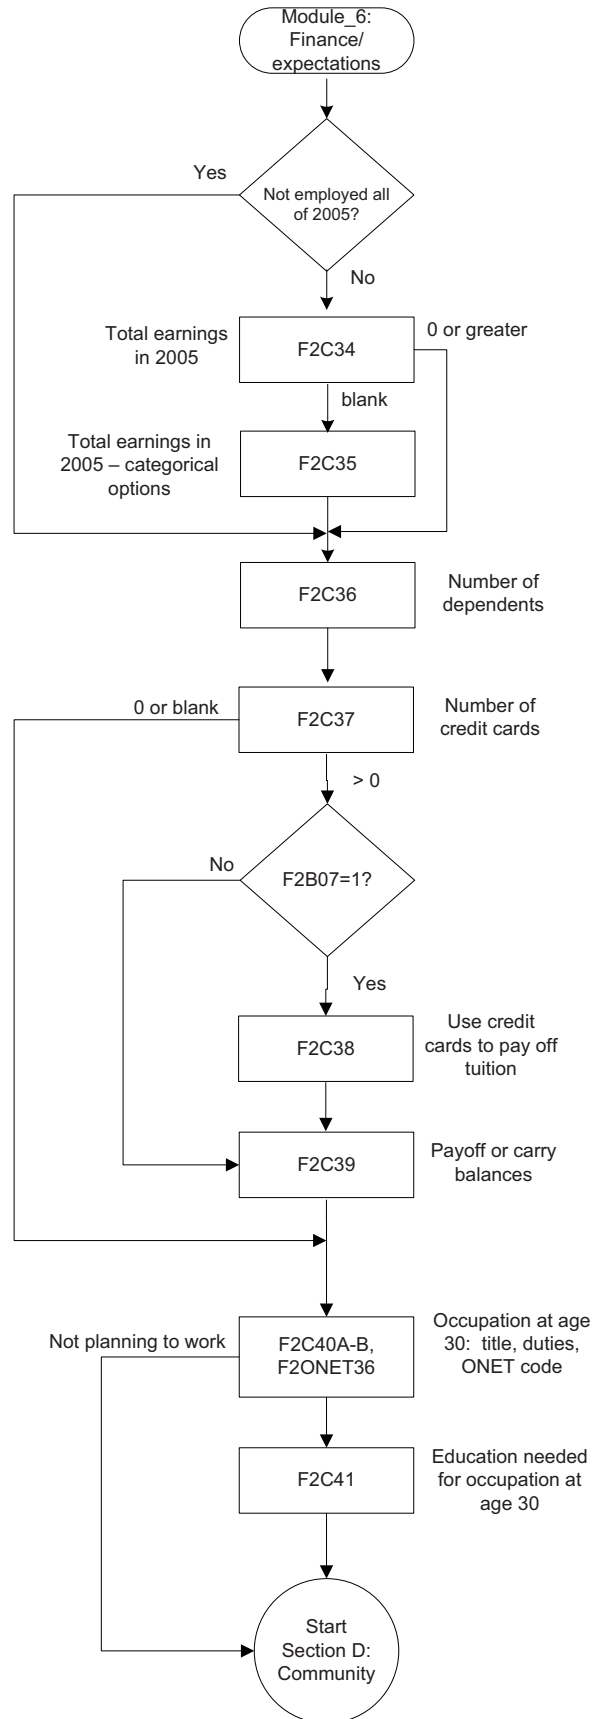 Module_6:
Finance/
expectations
Yes
Not employed all
of 2005?
No
Total earnings
in 2005
F2C34
0 or greater
blank
Total earnings in
2005 – categorical
options
F2C35
F2C36
Number of
dependents
0 or blank
F2C37
Number of
credit cards
> 0
No
F2B07=1?
Yes
F2C38
Use credit
cards to pay off
tuition
F2C39
Payoff or carry
balances
Not planning to work
F2C40A-B,
F2ONET36
Occupation at age
30: title, duties,
ONET code
F2C41
Education needed
for occupation at
age 30
Start
Section D:
Community